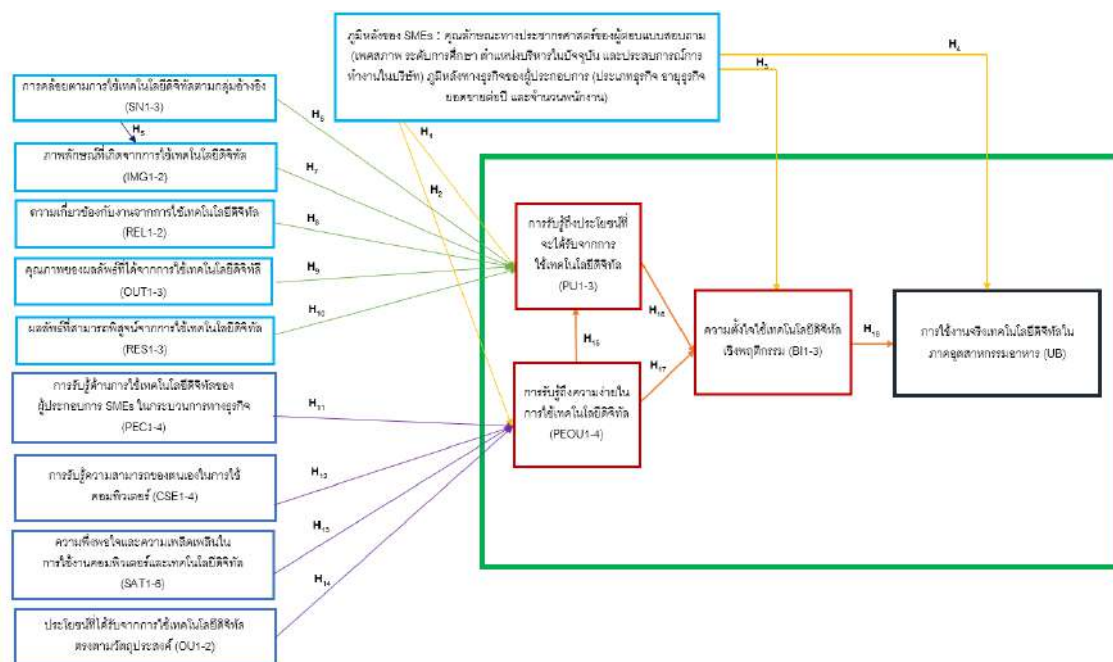 ภูมิหลังของ SMEs : คุณลักษณะทางประชากรศาสตร์ของผู้ตอบแบบสอบถาม
(เพศสภาพ ระดับการศึกษา ตำแหน่งบริหารในปัจจุบัน และประสบการณ์การ
ทำงานในบริษัท) ภูมิหลังทางธุรกิจของผู้ประกอบการ (ประเภทธุรกิจ อายุธุรกิจ
ยอดขายต่อปี และจำนวนพนักงาน)
H4
H3
การคล้อยตามการใช้เทคโนโลยีดิจิทัลตามกลุ่มอ้างอิง
(SN1-3)
H5
H6
H1
ภาพลักษณ์ที่เกิดจากการใช้เทคโนโลยีดิจิทัล
(IMG1-2)
H7
H2
ความเกี่ยวข้องกับงานจากการใช้เทคโนโลยีดิจิทัล
(REL1-2)
H8
คุณภาพของผลลัพธ์ที่ได้จากการใช้เทคโนโลยีดิจิทัล
(OUT1-3)
H9
ผลลัพธ์ที่สามารถพิสูจน์จากการใช้เทคโนโลยีดิจิทัล
(RES1-3)
H10
การรับรู้ถึงประโยชน์ที่
จะได้รับจากการ
ใช้เทคโนโลยีดิจิทัล
(PU1-3)
H15
H17
ความตั้งใจใช้เทคโนโลยีดิจิทัล
เชิงพฤติกรรม (BI1-3)
การใช้งานจริงเทคโนโลยีดิจิทัลใน
ภาคอุตสาหกรรมอาหาร (UB)
การรับรู้ถึงความง่ายใน
การใช้เทคโนโลยีดิจิทัล
(PEOU1-4)
การรับรู้ด้านการใช้เทคโนโลยีดิจิทัลของ
ผู้ประกอบการ SMEs ในกระบวนการทางธุรกิจ
(PEC1-4)
H11
การรับรู้ความสามารถของตนเองในการใช้
คอมพิวเตอร์ (CSE1-4)
H12
ความพึงพอใจและความเพลิดเพลินใน
การใช้งานคอมพิวเตอร์และเทคโนโลยีดิจิทัล
H13
H14
ประโยชน์ที่ได้รับจากการใช้เทคโนโลยีดิจิทัล
ตรงตามวัตถุประสงค์ (OU1-2)